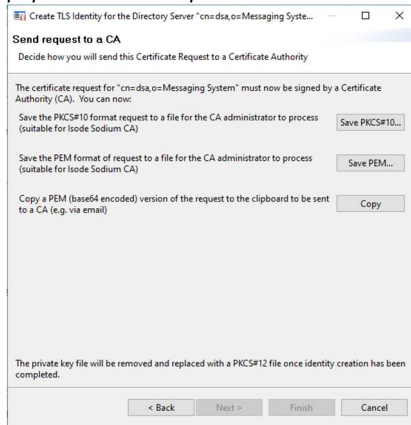 Create TLS Identity for the Directory Server "cn=dsa,o=Messaging Syste...
Send request to a CA
Decide how you will send this Certificate Request to a Certificate Authority
The certificate request for "cn=dsa,o=Messaging System" must now be signed by a Certificate
Authority (CA). You can now:
Save the PKCS#10 format request to a file for the CA administrator to process
(suitable for Isode Sodium CA)
Save PKCS#10...
Save the PEM format of request to a file for the CA administrator to process
(suitable for Isode Sodium CA)
Save PEM...
Copy a PEM (base64 encoded) version of the request to the clipboard to be sent
to a CA (e.g. via email)
Copy
The private key file will be removed and replaced with a PKCS#12 file once identity creation has been
completed.
< Back
Next >
Finish
Cancel